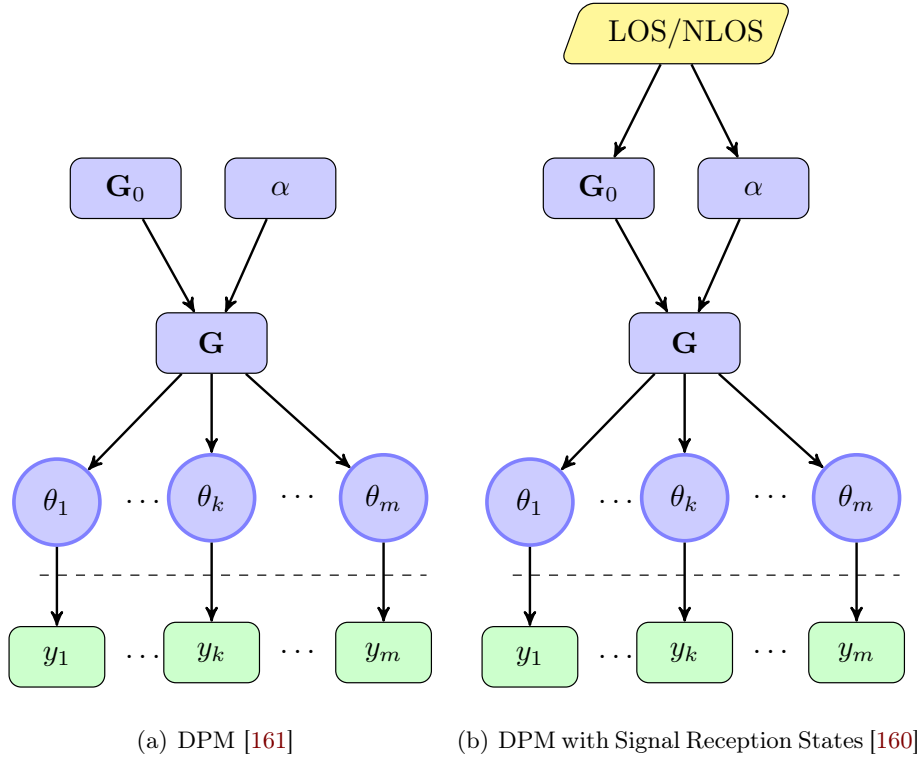 LOS/NLOS
G₀ α G₀ α
G G
θ₁ ... θₖ ... θₘ θ₁ ... θₖ ... θₘ
y₁ ... yₖ ... yₘ y₁ ... yₖ ... yₘ
(a) DPM [161] (b) DPM with Signal Reception States [160]